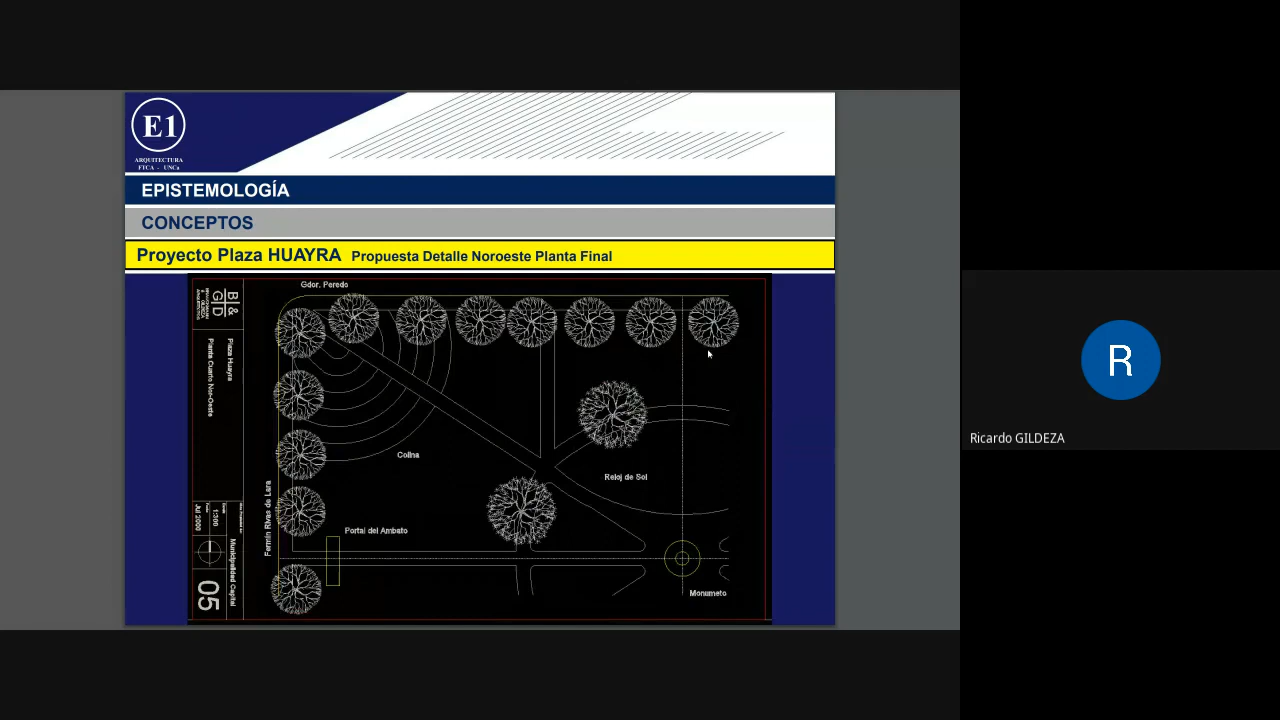 E1
ARQUITECTURA
FTCA - UNCa
EPISTEMOLOGÍA
CONCEPTOS
Proyecto Plaza HUAYRA Propuesta Detalle Noroeste Planta Final
Gdor. Peredo
B &
G D
Plaza Huayra
Planta Cuarto Nor-Oeste
Colina
Reloj de Sol
Fermín Rivas de Lara
Portal del Ambato
1:300
Jul 2000
Municipalidad Capital
05
Monumeto
R
Ricardo GILDEZA